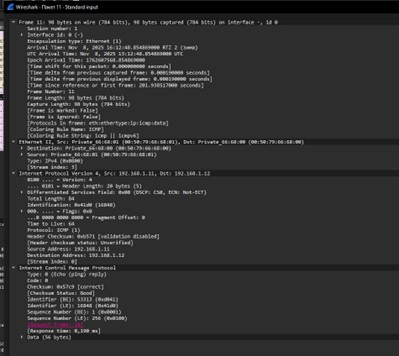 Wireshark · Пакет 11 · Standard input
Frame 11: 98 bytes on wire (784 bits), 98 bytes captured (784 bits) on interface -, id 0
Section number: 1
Interface id: 0 (-)
Encapsulation type: Ethernet (1)
Arrival Time: Nov 8, 2025 16:12:48.854869000
UTC Arrival Time: Nov 8, 2025 13:12:48.854869000 UTC
Epoch Arrival Time: 1762607568.854869000
[Time shift for this packet: 0.000000000 seconds]
[Time delta from previous captured frame: 0.000190000 seconds]
[Time delta from previous displayed frame: 0.000190000 seconds]
[Time since reference or first frame: 201.930517000 seconds]
Frame Number: 11
Frame Length: 98 bytes (784 bits)
Capture Length: 98 bytes (784 bits)
[Frame is marked: False]
[Frame is ignored: False]
[Protocols in frame: eth:ethertype:ip:icmp:data]
[Coloring Rule Name: ICMP]
[Coloring Rule String: icmp || icmpv6]
Ethernet II, Src: Private_66:68:01 (00:50:79:66:68:01), Dst: Private_66:68:00 (00:50:79:66:68:00)
Destination: Private_66:68:00 (00:50:79:66:68:00)
Source: Private_66:68:01 (00:50:79:66:68:01)
Type: IPv4 (0x0800)
[Stream index: 3]
Internet Protocol Version 4, Src: 192.168.1.11, Dst: 192.168.1.12
0100 .... = Version: 4
.... 0101 = Header Length: 20 bytes (5)
Differentiated Services Field: 0x00 (DSCP: CS0, ECN: Not-ECT)
Total Length: 84
Identification: 0x41d0 (16848)
000. .... = Flags: 0x0
...0 0000 0000 0000 = Fragment Offset: 0
Time to Live: 64
Protocol: ICMP (1)
Header Checksum: 0xb571 [validation disabled]
[Header checksum status: Unverified]
Source Address: 192.168.1.11
Destination Address: 192.168.1.12
[Stream index: 0]
Internet Control Message Protocol
Type: 0 (Echo (ping) reply)
Code: 0
Checksum: 0x57c9 [correct]
[Checksum Status: Good]
Identifier (BE): 53313 (0xd041)
Identifier (LE): 16848 (0x41d0)
Sequence Number (BE): 1 (0x0001)
Sequence Number (LE): 256 (0x0100)
[Request frame: 10]
[Response time: 0,190 ms]
Data (56 bytes)